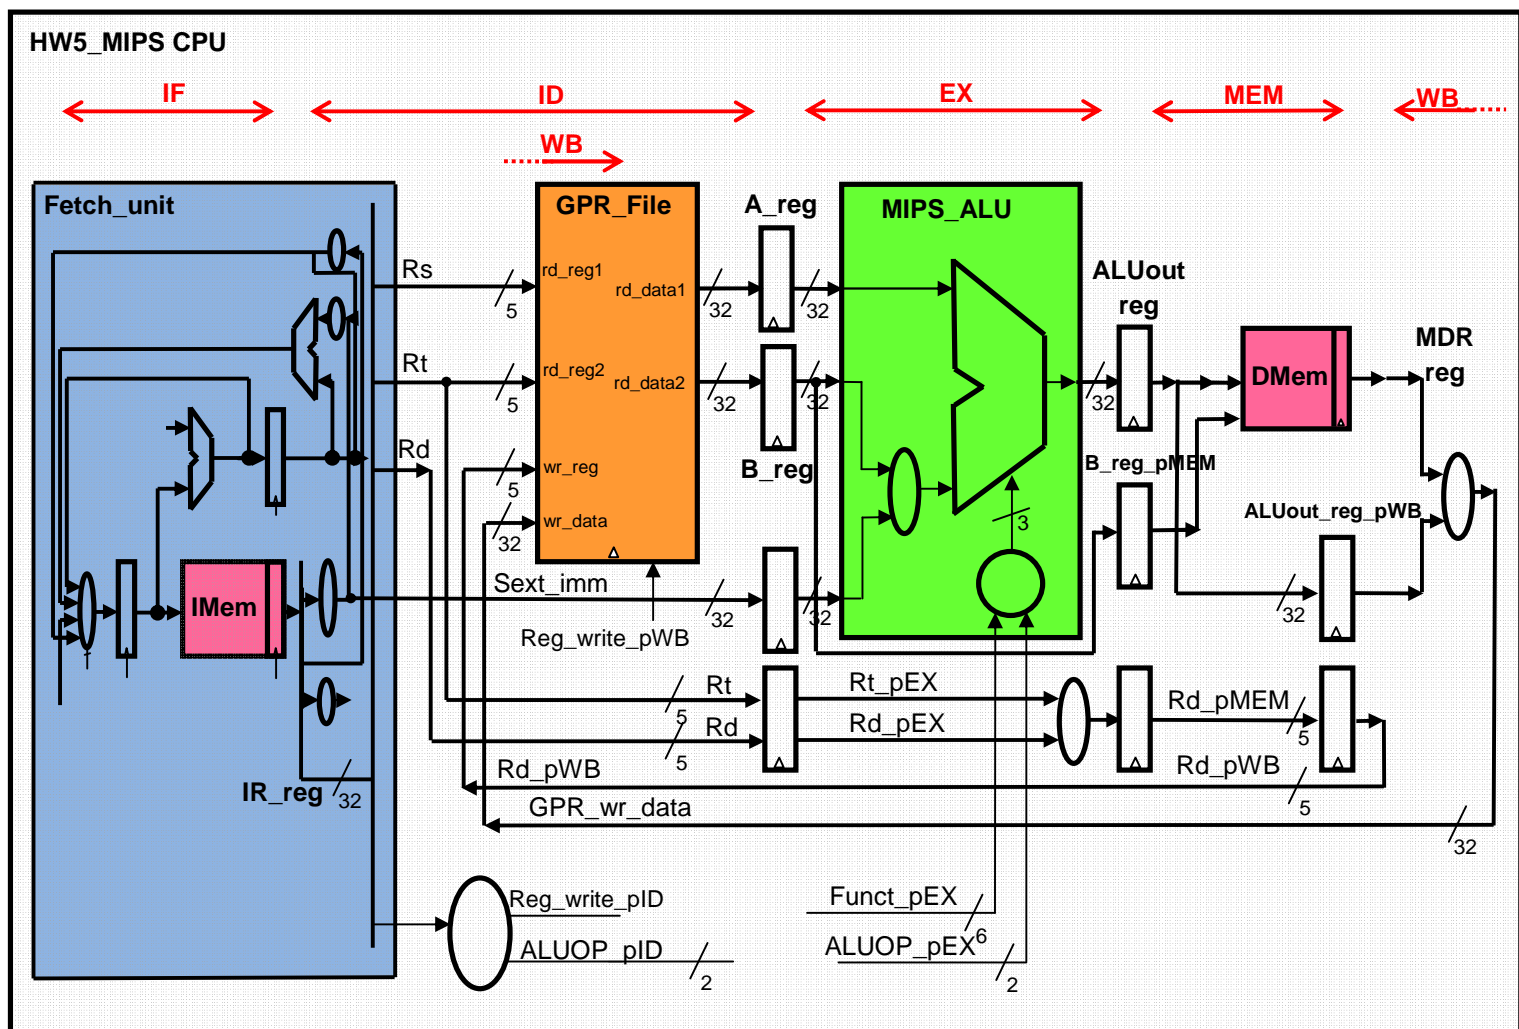 HW5_MIPS CPU
IF
ID
EX
MEM
WB
WB
Fetch_unit
GPR_File
A_reg
MIPS_ALU
Rs
rd_reg1
rd_data1
5
32
32
ALUout
reg
Rt
rd_reg2
rd_data2
5
32
32
32
DMem
MDR
reg
Rd
wr_reg
5
B_reg
B_reg_pMEM
wr_data
32
3
ALUout_reg_pWB
IMem
Sext_imm
32
32
32
Reg_write_pWB
Rt
5
Rt_pEX
Rd
5
Rd_pEX
Rd_pMEM
5
Rd_pWB
Rd_pWB
5
IR_reg
32
GPR_wr_data
32
Reg_write_pID
Funct_pEX
6
ALUOP_pID
2
ALUOP_pEX
2